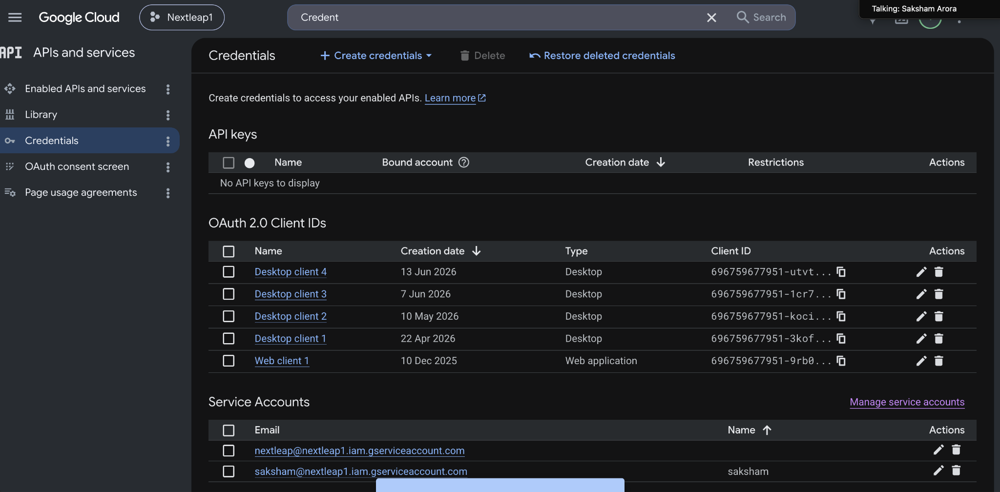 Google Cloud
Nextleap1
Credent
Search
Talking: Saksham Arora
API APIs and services
Enabled APIs and services
Library
Credentials
OAuth consent screen
Page usage agreements
Credentials
Create credentials
Delete
Restore deleted credentials
Create credentials to access your enabled APIs. Learn more
API keys
Name Bound account Creation date Restrictions Actions
No API keys to display
OAuth 2.0 Client IDs
Name Creation date Type Client ID Actions
Desktop client 4 13 Jun 2026 Desktop 696759677951-utvt...
Desktop client 3 7 Jun 2026 Desktop 696759677951-1cr7...
Desktop client 2 10 May 2026 Desktop 696759677951-koci...
Desktop client 1 22 Apr 2026 Desktop 696759677951-3kof...
Web client 1 10 Dec 2025 Web application 696759677951-9rb0...
Service Accounts
Manage service accounts
Email Name Actions
nextleap@nextleap1.iam.gserviceaccount.com
saksham@nextleap1.iam.gserviceaccount.com saksham